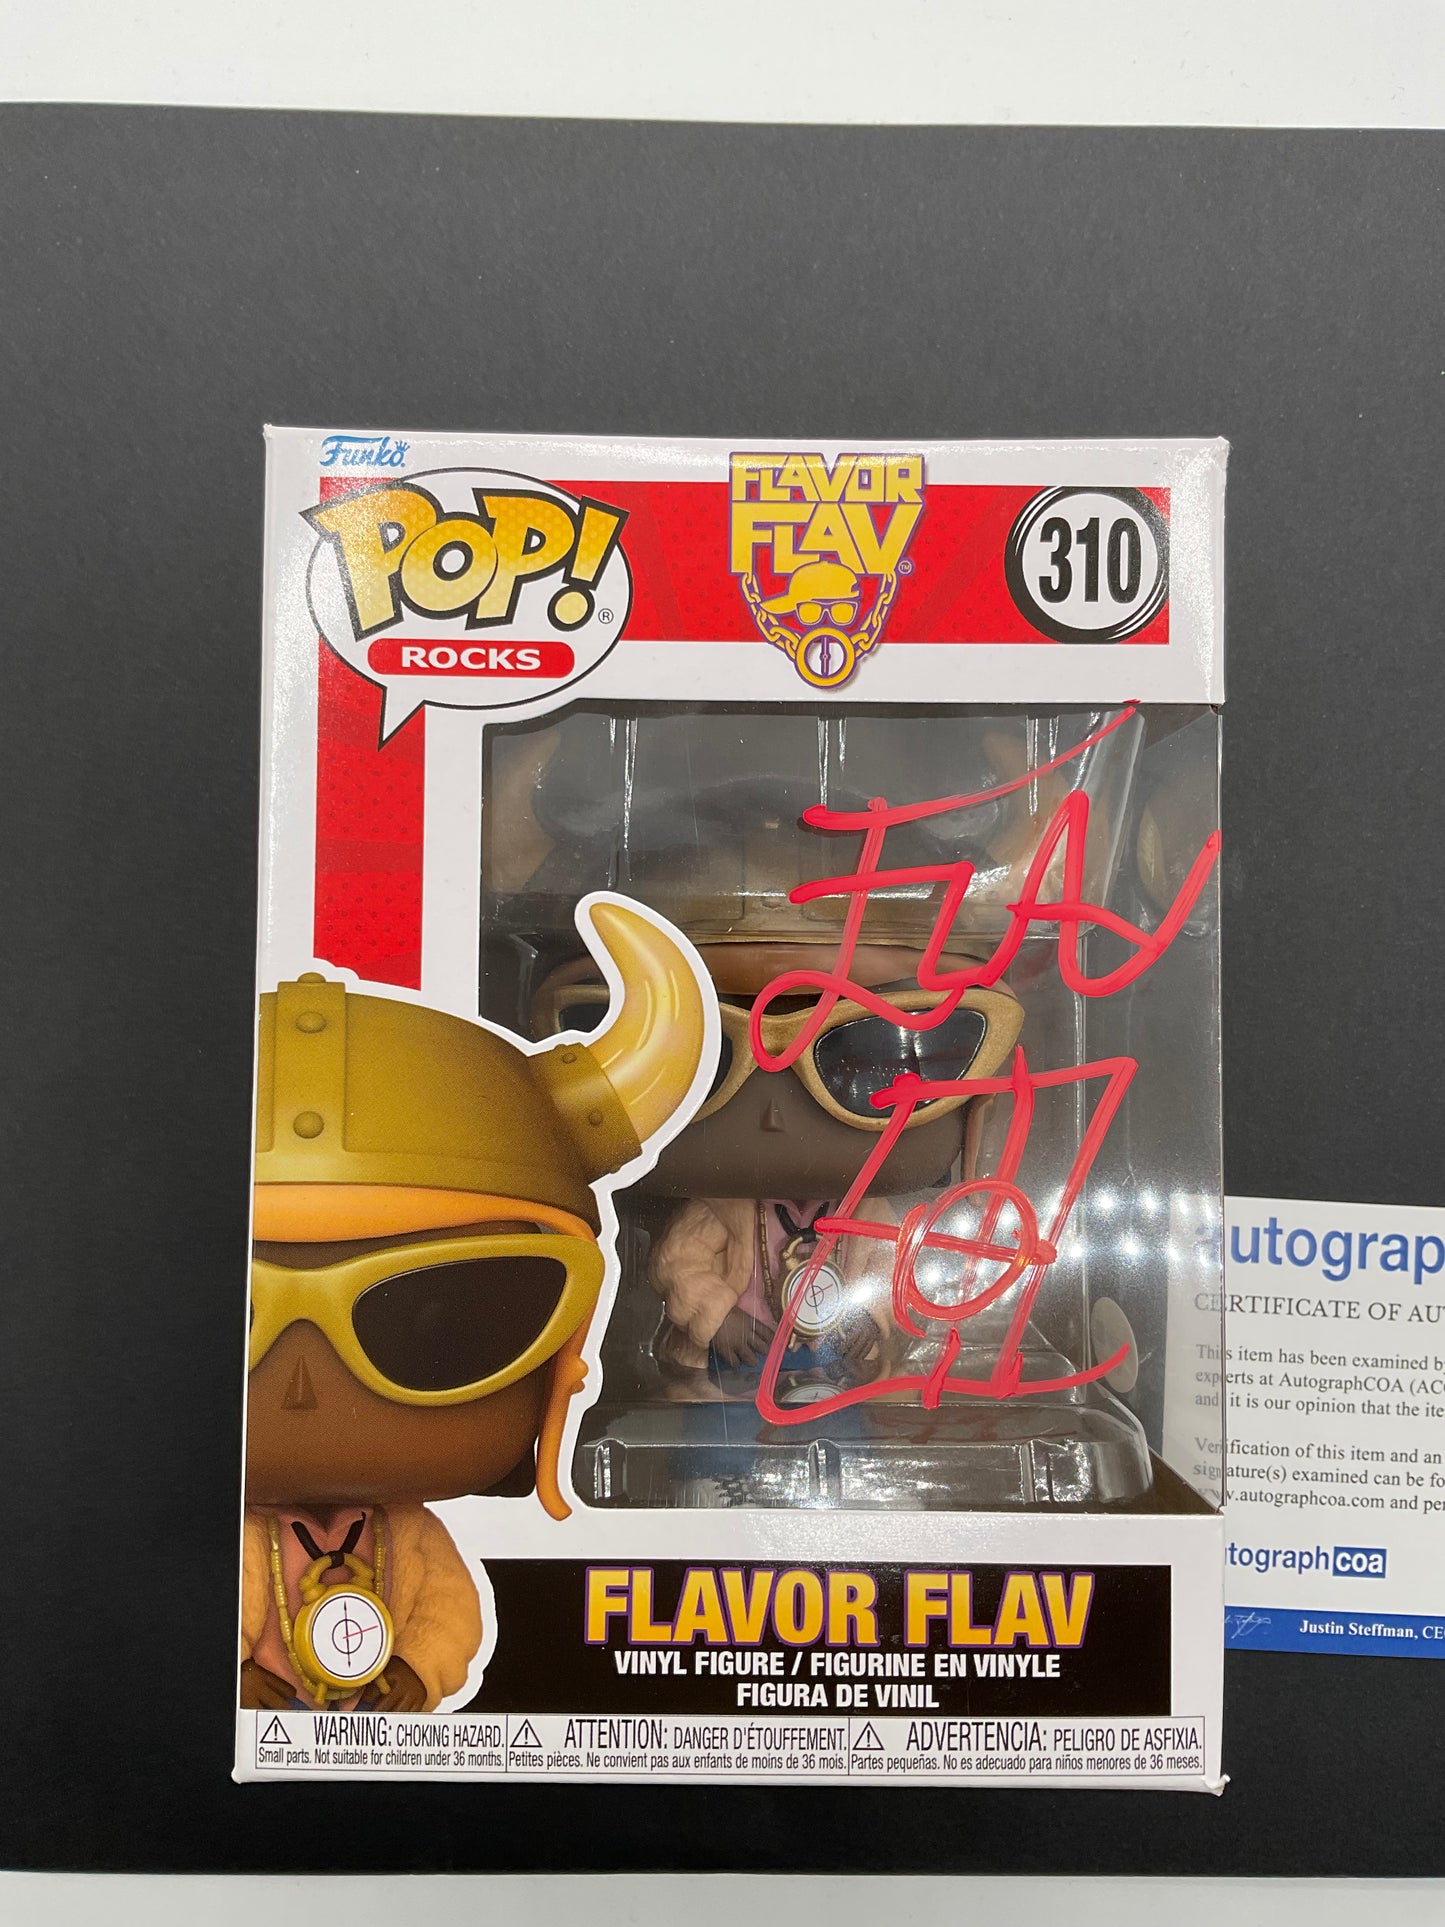 Funko
POP!®
ROCKS
FLAVOR
FLAV™
310
FLAv
autograp
CERTIFICATE OF AU
This item has been examined b
experts at AutographCOA (AC
and it is our opinion that the ite
Verification of this item and an
signature(s) examined can be fo
.autographcoa.com and pe
tographcoa
Justin Steffman, CE
FLAVOR FLAV
VINYL FIGURE / FIGURINE EN VINYLE
FIGURA DE VINIL
WARNING: CHOKING HAZARD.
Small parts. Not suitable for children under 36 months.
ATTENTION: DANGER D'ÉTOUFFEMENT.
Petites pièces. Ne convient pas aux enfants de moins de 36 mois.
ADVERTENCIA: PELIGRO DE ASFIXIA.
Partes pequeñas. No es adecuado para niños menores de 36 meses.